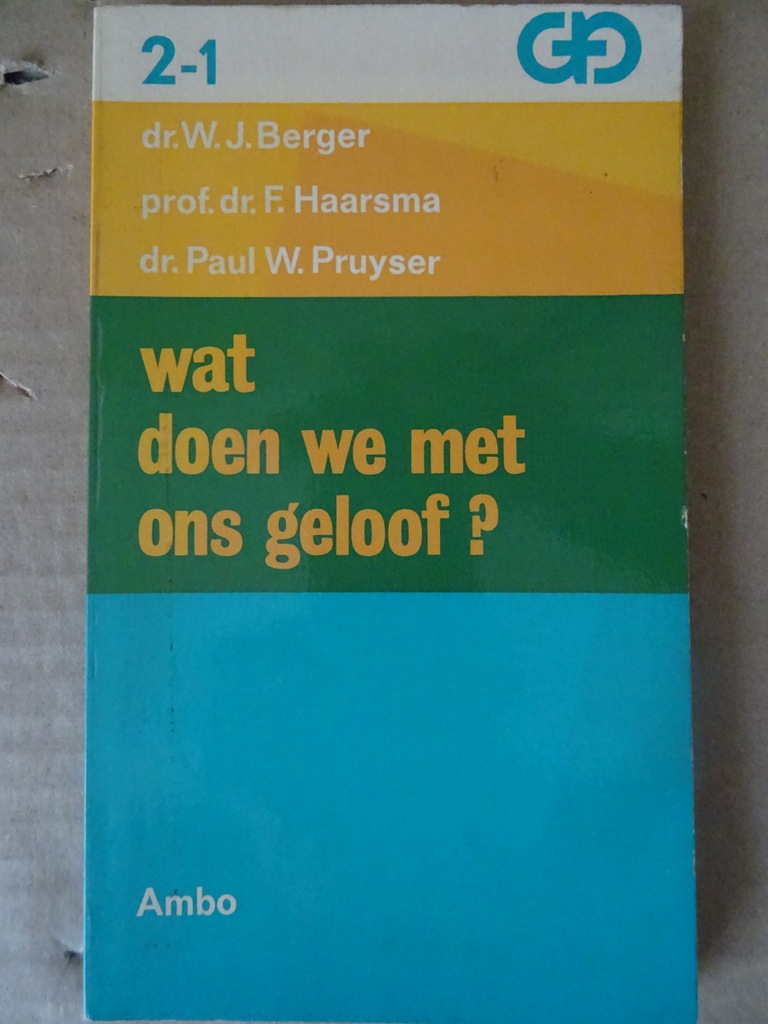 2-1
dr. W. J. Berger
prof. dr. F. Haarsma
dr. Paul W. Pruyser
wat
doen we met
ons geloof ?
Ambo